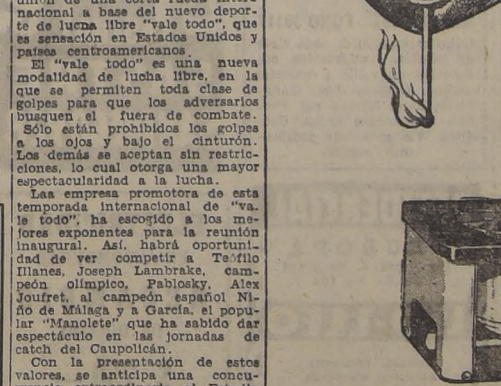 unión de una corta
nacional a base del nuevo depor-
te de lucna libre "vale todo", que
es sensación en Estados Unidos y
países centroamericanos.
El "vale todo" es una nueva
modalidad de lucha libre, en la
que se permiten toda clase de
golpes para que los adversarios
busquen el fuera de combate.
Sólo están prohibidos los golpes
a los ojos y bajo el cinturón.
Los demás se aceptan sin restric-
ciones, lo cual otorga una mayor
espectacularidad a la lucha.
Laa empresa promotora de esta
temporada internacional de "va-
le todo", ha escogido a los me-
jores exponentes para la reunión
inaugural. Así, habrá oportuni-
dad de ver competir a Teófilo
Illanes, Joseph Lambrake, cam-
peón olímpico, Pablosky, Alex
Joufret, al campeón español Ni-
ño de Málaga y a García, el popu-
lar "Manolete" que ha sabido dar
espectáculo en las jornadas de
catch del Caupolicán.
Con la presentación de estos
valores, se anticipa una concu-